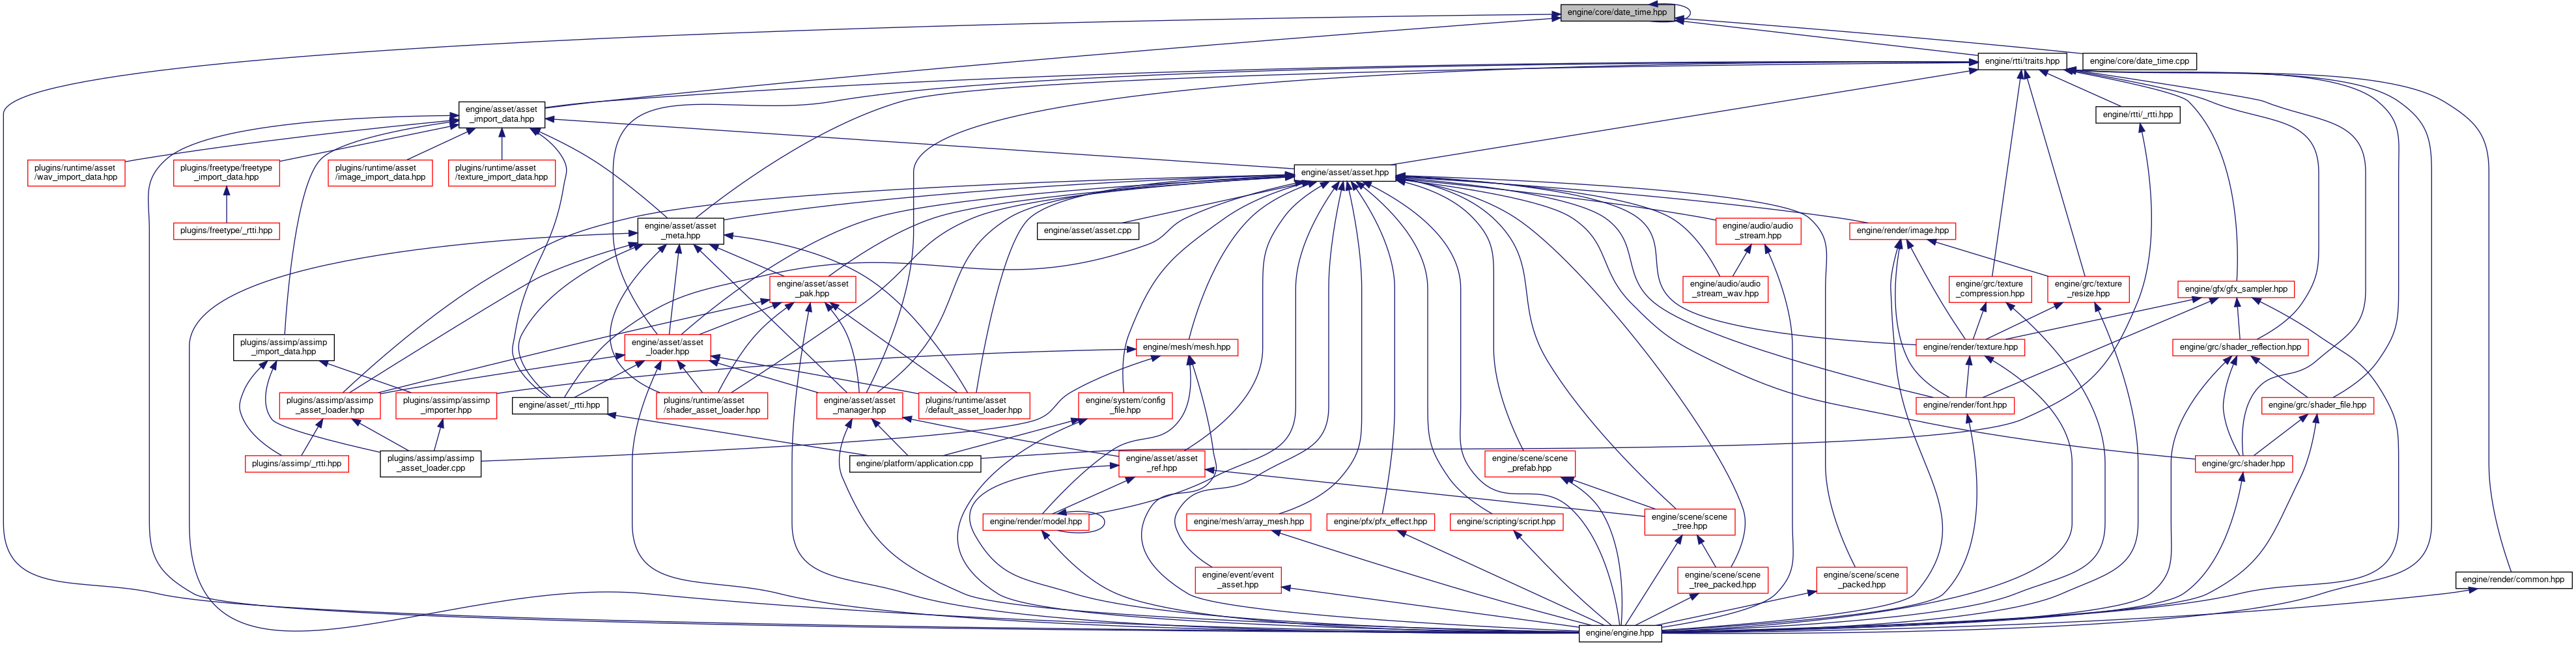 engine/core/date_time.hpp
engine/rtti/traits.hpp
engine/core/date_time.cpp
engine/asset/asset
_import_data.hpp
engine/rtti/_rtti.hpp
plugins/runtime/asset
/wav_import_data.hpp
plugins/freetype/freetype
_import_data.hpp
plugins/runtime/asset
/image_import_data.hpp
plugins/runtime/asset
/texture_import_data.hpp
engine/asset/asset.hpp
plugins/freetype/_rtti.hpp
engine/asset/asset
_meta.hpp
engine/asset/asset.cpp
engine/audio/audio
_stream.hpp
engine/render/image.hpp
engine/asset/asset
_pak.hpp
engine/audio/audio
_stream_wav.hpp
engine/grc/texture
_compression.hpp
engine/grc/texture
_resize.hpp
engine/gfx/gfx_sampler.hpp
plugins/assimp/assimp
_import_data.hpp
engine/asset/asset
_loader.hpp
engine/mesh/mesh.hpp
engine/render/texture.hpp
engine/grc/shader_reflection.hpp
plugins/assimp/assimp
_asset_loader.hpp
plugins/assimp/assimp
_importer.hpp
engine/asset/_rtti.hpp
plugins/runtime/asset
/shader_asset_loader.hpp
engine/asset/asset
_manager.hpp
plugins/runtime/asset
/default_asset_loader.hpp
engine/system/config
_file.hpp
engine/render/font.hpp
engine/grc/shader_file.hpp
plugins/assimp/_rtti.hpp
plugins/assimp/assimp
_asset_loader.cpp
engine/platform/application.cpp
engine/asset/asset
_ref.hpp
engine/scene/scene
_prefab.hpp
engine/grc/shader.hpp
engine/render/model.hpp
engine/mesh/array_mesh.hpp
engine/pfx/pfx_effect.hpp
engine/scripting/script.hpp
engine/scene/scene
_tree.hpp
engine/event/event
_asset.hpp
engine/scene/scene
_tree_packed.hpp
engine/scene/scene
_packed.hpp
engine/render/common.hpp
engine/engine.hpp